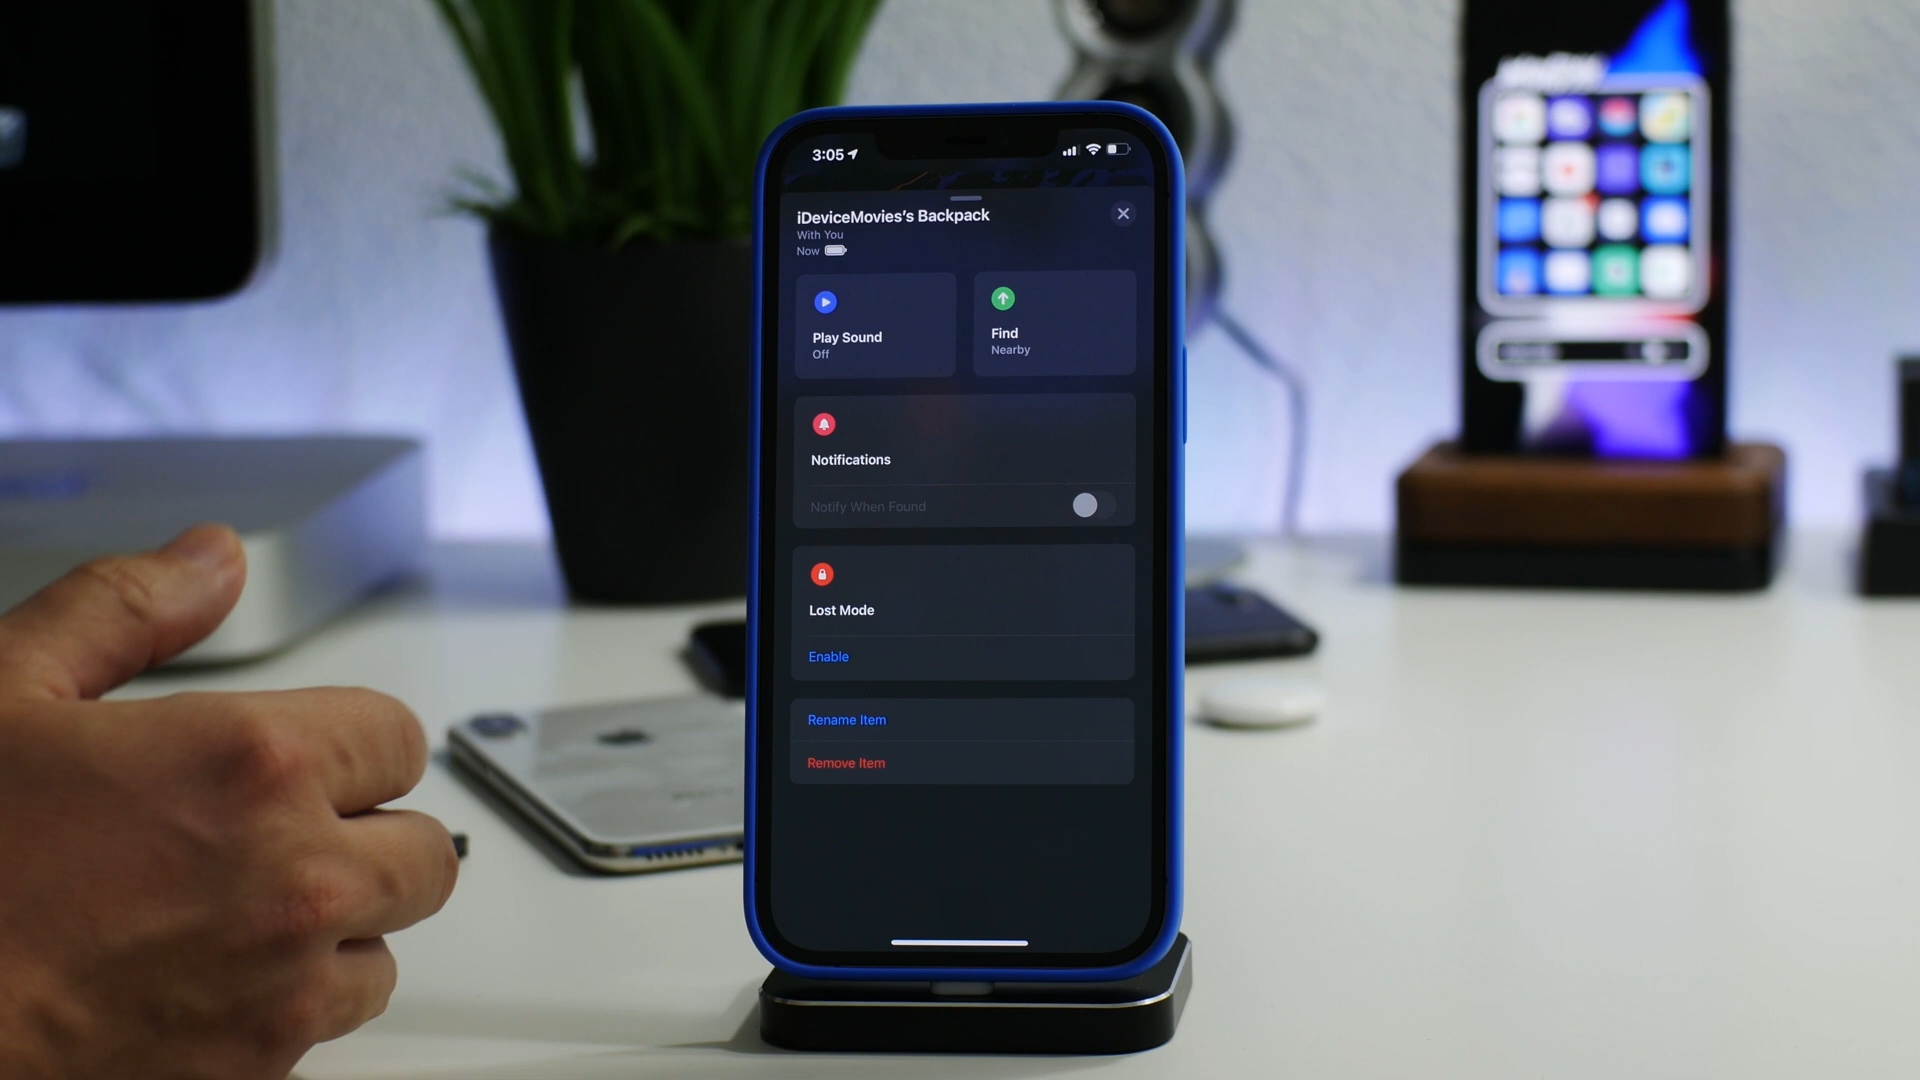 3:05
iDeviceMovies's Backpack
With You
Now
Play Sound
Off
Find
Nearby
Notifications
Notify When Found
Lost Mode
Enable
Rename Item
Remove Item